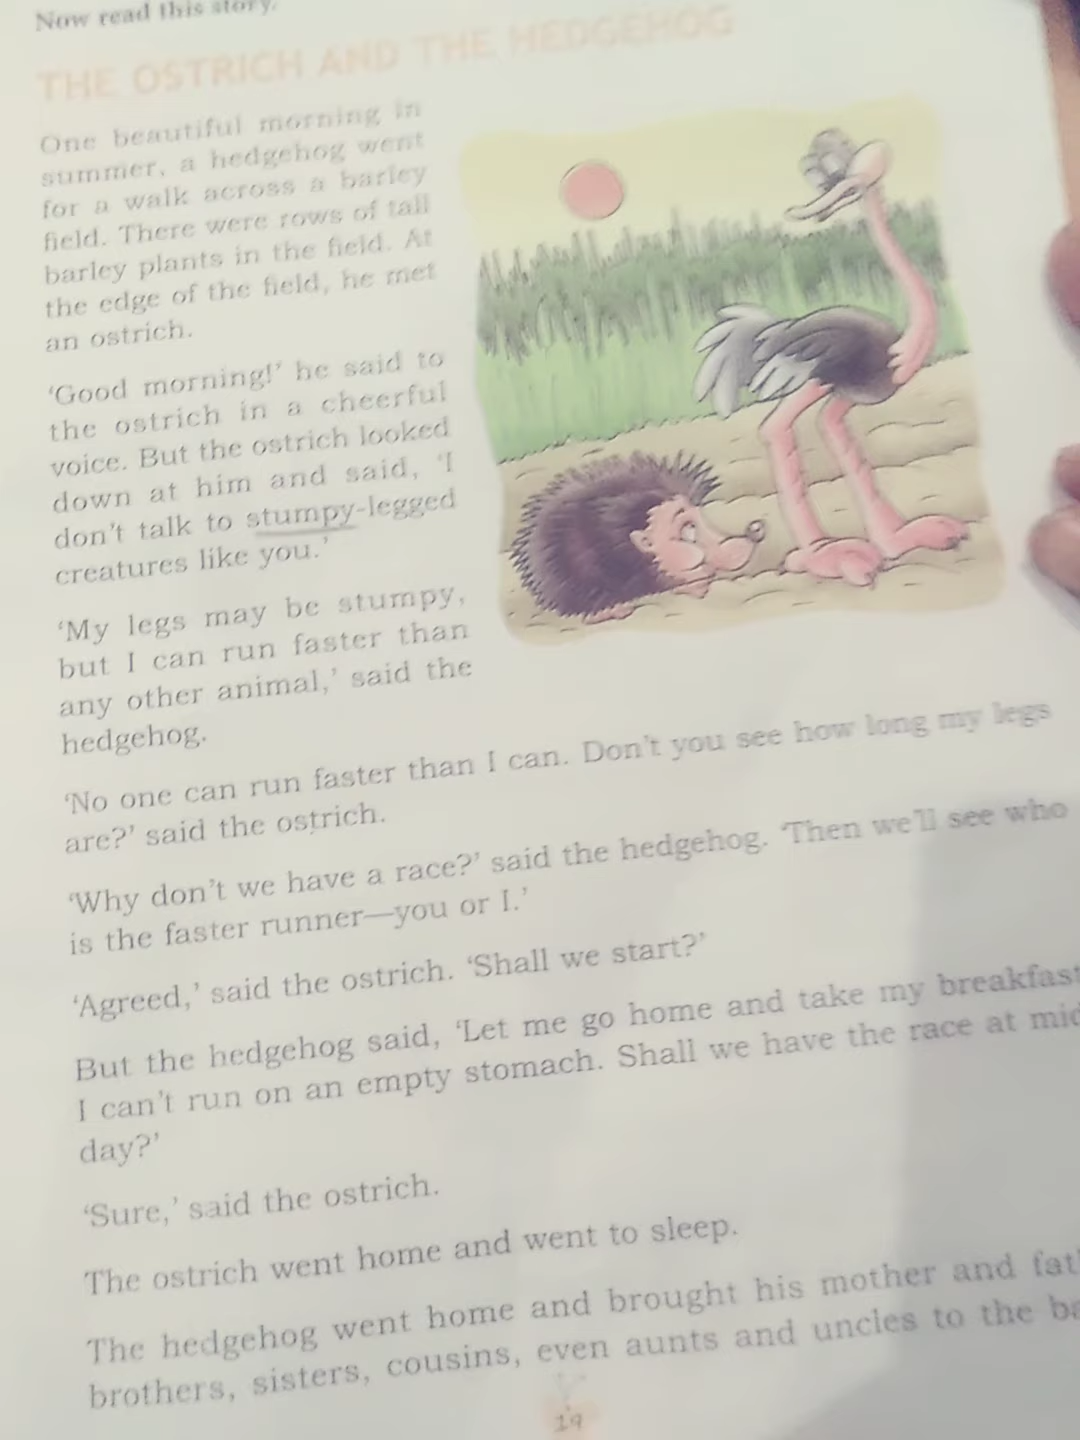 Now read this story.
THE OSTRICH AND THE HEDGEHOG
One beautiful morning in
summer, a hedgehog went
for a walk across a barley
field. There were rows of tall
barley plants in the field. At
the edge of the field, he met
an ostrich.
‘Good morning!’ he said to
the ostrich in a cheerful
voice. But the ostrich looked
down at him and said, ‘I
don’t talk to stumpy-legged
creatures like you.’
‘My legs may be stumpy,
but I can run faster than
any other animal,’ said the
hedgehog.
‘No one can run faster than I can. Don’t you see how long my legs
are?’ said the ostrich.
‘Why don’t we have a race?’ said the hedgehog. ‘Then we’ll see who
is the faster runner—you or I.’
‘Agreed,’ said the ostrich. ‘Shall we start?’
But the hedgehog said, ‘Let me go home and take my breakfast
I can’t run on an empty stomach. Shall we have the race at mid
day?’
‘Sure,’ said the ostrich.
The ostrich went home and went to sleep.
The hedgehog went home and brought his mother and
brothers, sisters, cousins, even aunts and uncles to the
19